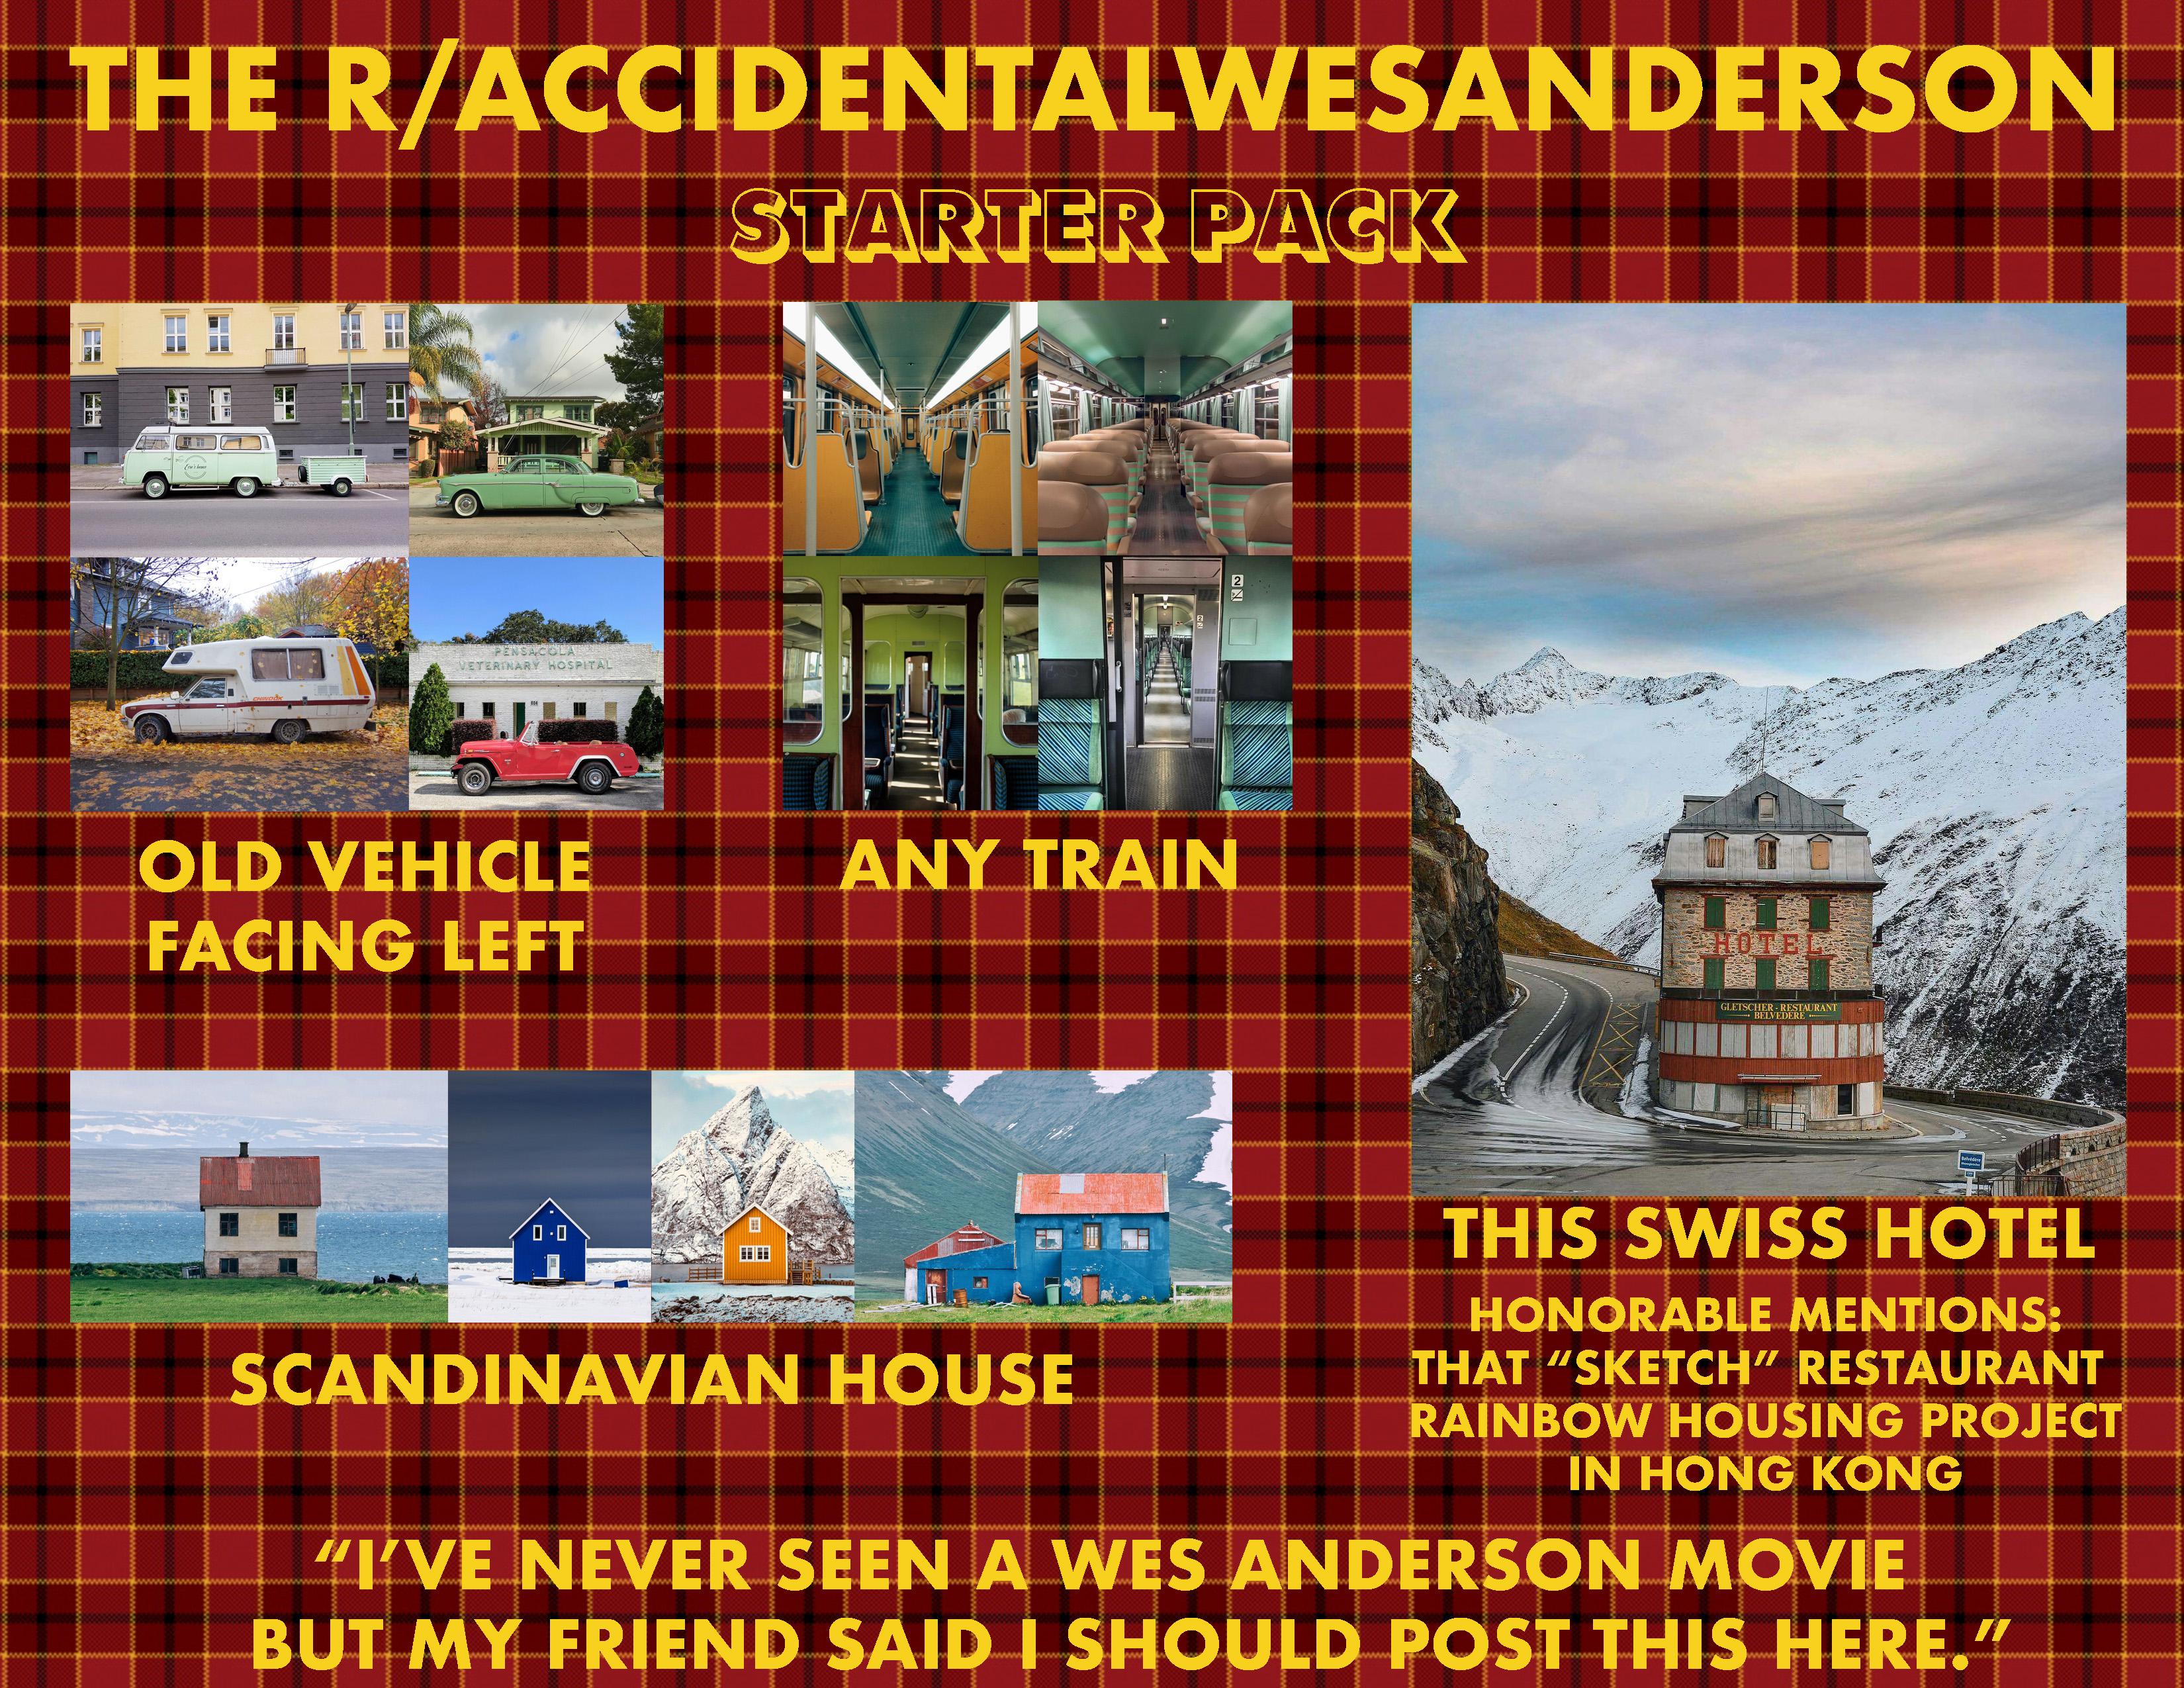 THE R/ACCIDENTALWESANDERSON
STARTER PACK
PENSACOLA
VETERINARY HOSPITAL
2
2
OLD VEHICLE
FACING LEFT
ANY TRAIN
HOTEL
GLETSCHER-RESTAURANT
BELVEDERE
Belvédère
THIS SWISS HOTEL
HONORABLE MENTIONS:
THAT “SKETCH” RESTAURANT
RAINBOW HOUSING PROJECT
IN HONG KONG
SCANDINAVIAN HOUSE
“I’VE NEVER SEEN A WES ANDERSON MOVIE
BUT MY FRIEND SAID I SHOULD POST THIS HERE.”